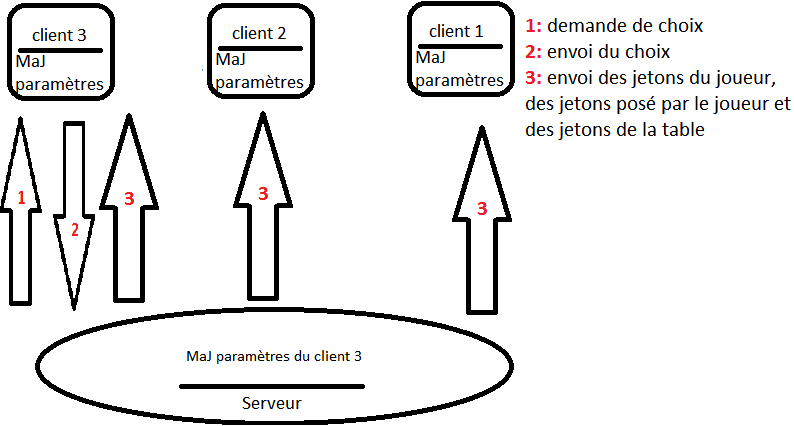 client 3
MaJ
paramètres
client 2
MaJ
paramètres
client 1
MaJ
paramètres
1: demande de choix
2: envoi du choix
3: envoi des jetons du joueur,
des jetons posé par le joueur et
des jetons de la table
1
2
3
3
3
MaJ paramètres du client 3
Serveur